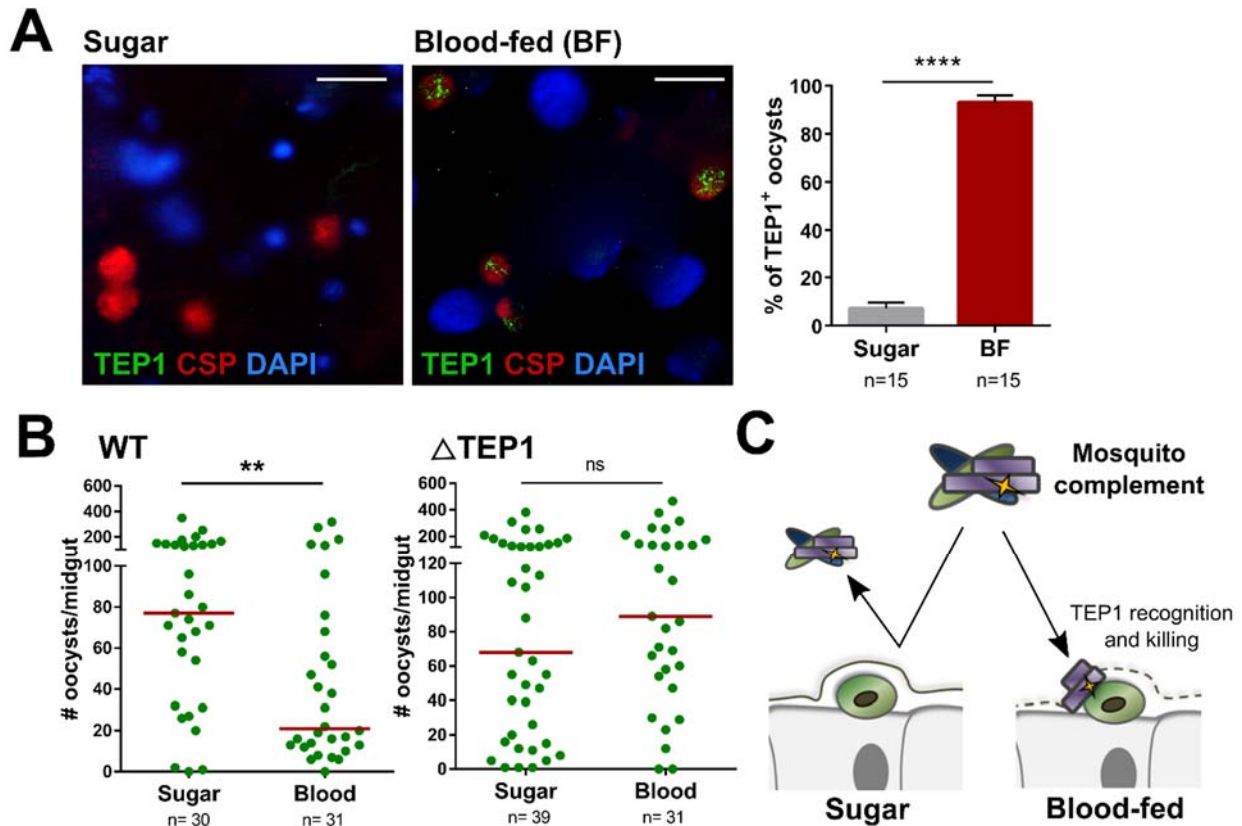 A
Sugar
Blood-fed (BF)
TEP1 CSP DAPI
TEP1 CSP DAPI
****
% of TEP1+ oocysts
100
80
60
40
20
0
Sugar
BF
n=15
n=15
B
WT
**
# oocysts/midgut
600
400
200
100
80
60
40
20
0
Sugar
Blood
n= 30
n= 31
△TEP1
ns
# oocysts/midgut
600
400
200
120
100
80
60
40
20
0
Sugar
Blood
n= 39
n= 31
C
Mosquito
complement
TEP1 recognition
and killing
Sugar
Blood-fed